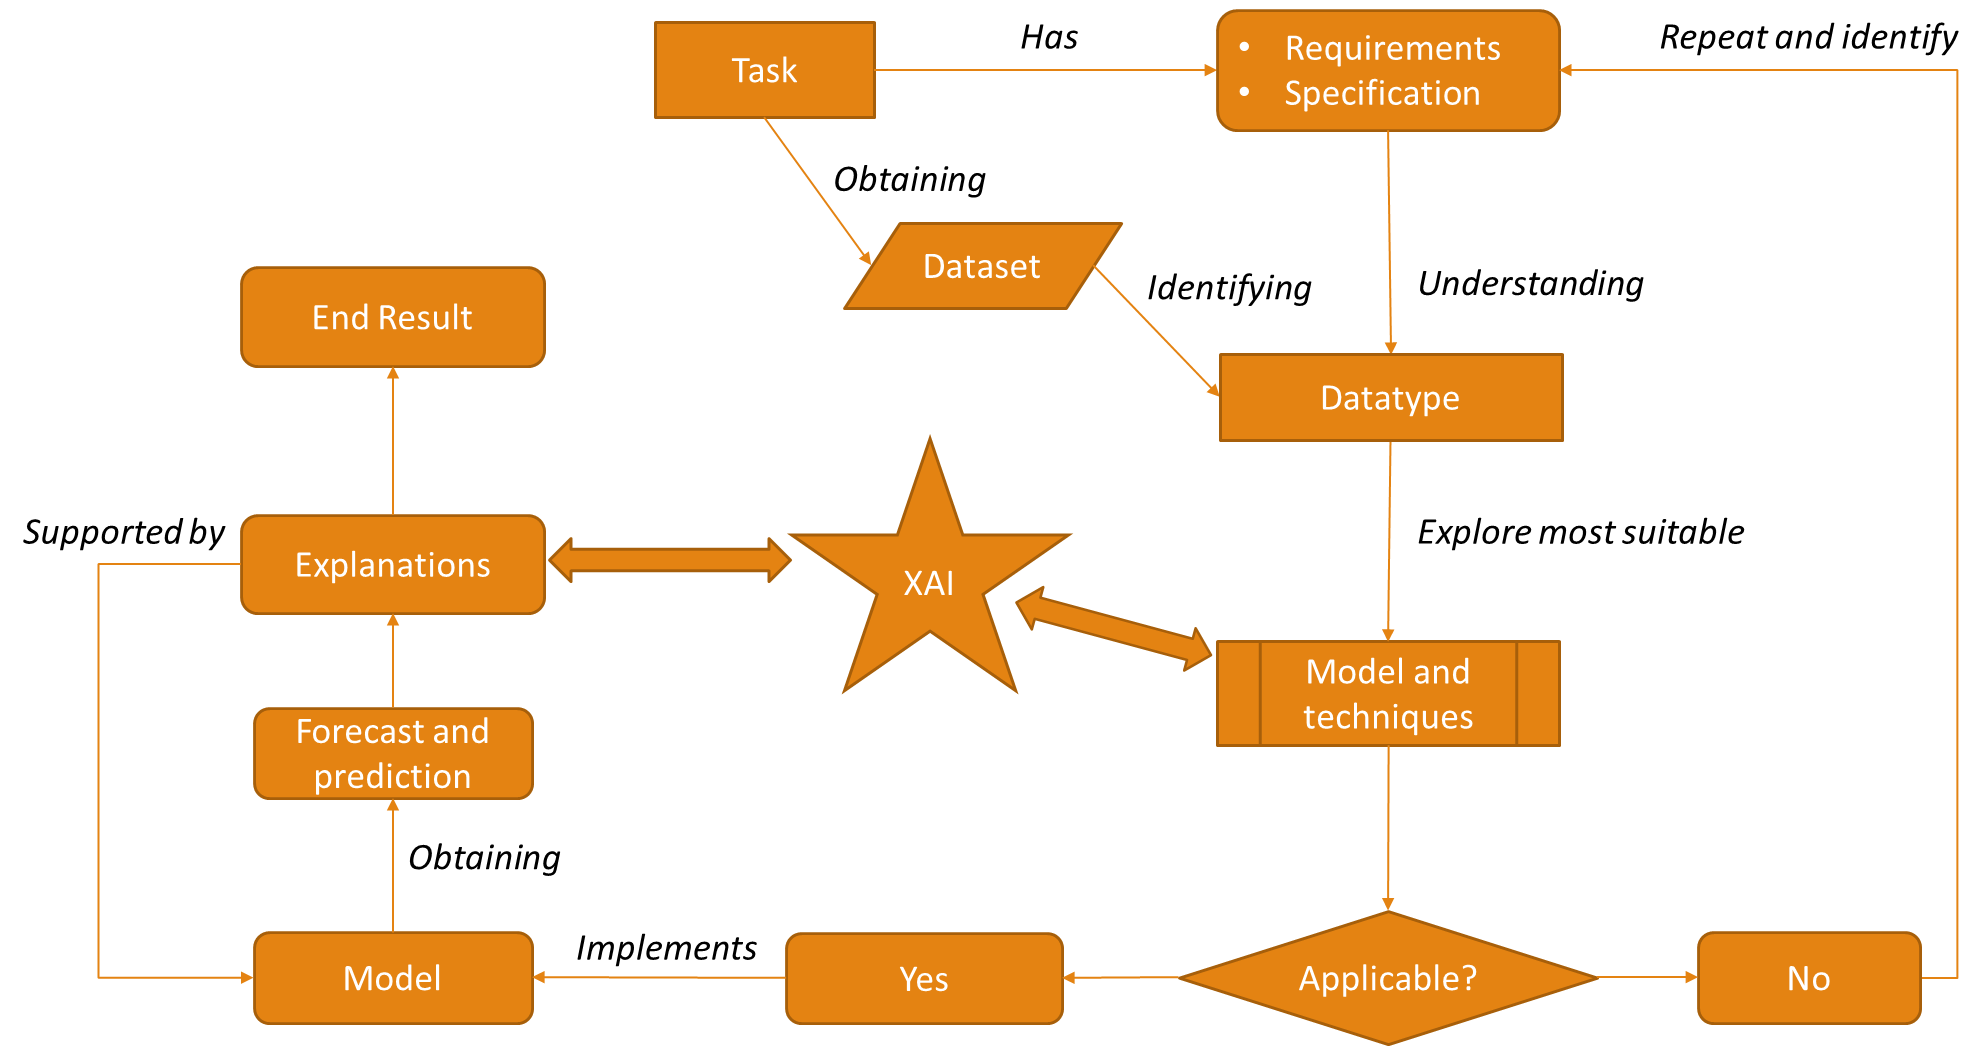 Task
Has
• Requirements
• Specification
Repeat and identify
Obtaining
Dataset
Identifying
Understanding
End Result
Datatype
Supported by
Explanations
XAI
Explore most suitable
Model and
techniques
Forecast and
prediction
Obtaining
Model
Implements
Yes
Applicable?
No